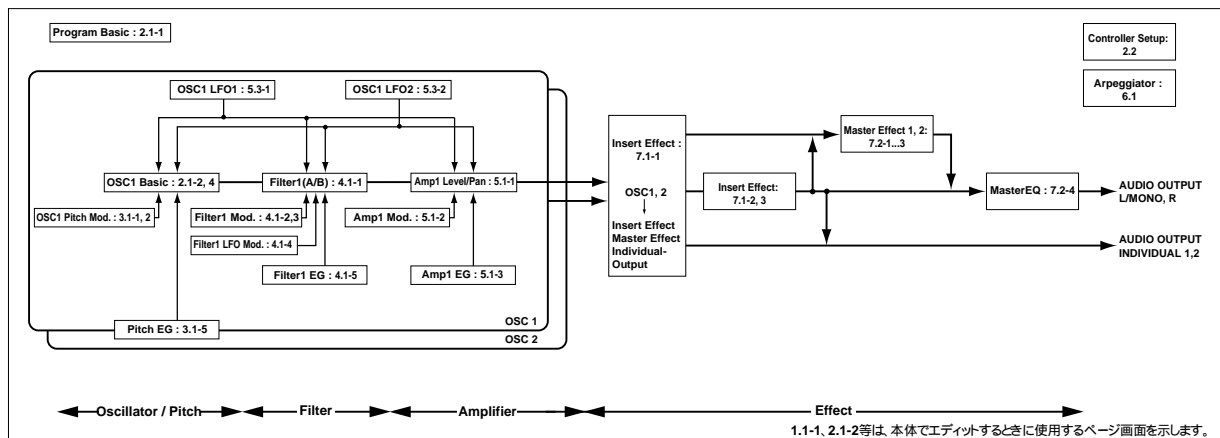 Program Basic : 2.1-1
Controller Setup:
2.2
Arpeggiator :
6.1
OSC1 LFO1 : 5.3-1
OSC1 LFO2 : 5.3-2
OSC1 Basic : 2.1-2, 4
Filter1(A/B) : 4.1-1
Amp1 Level/Pan : 5.1-1
OSC1 Pitch Mod. : 3.1-1, 2
Filter1 Mod. : 4.1-2,3
Amp1 Mod. : 5.1-2
Filter1 LFO Mod. : 4.1-4
Filter1 EG : 4.1-5
Amp1 EG : 5.1-3
Pitch EG : 3.1-5
OSC 1
OSC 2
Insert Effect :
7.1-1
OSC1, 2
Insert Effect
Master Effect
Individual-
Output
Insert Effect:
7.1-2, 3
Master Effect 1, 2:
7.2-1...3
MasterEQ : 7.2-4
AUDIO OUTPUT
L/MONO, R
AUDIO OUTPUT
INDIVIDUAL 1,2
Oscillator / Pitch
Filter
Amplifier
Effect
1.1-1、2.1-2等は、本体でエディットするときに使用するページ画面を示します。